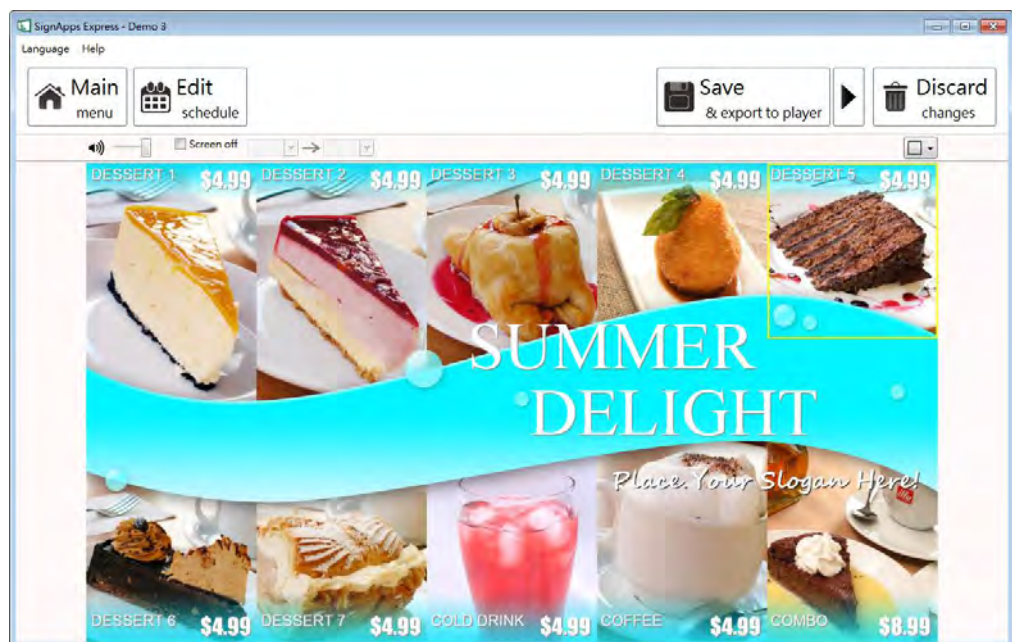 SignApps Express - Demo 3
Language Help
Main menu
Edit schedule
Save & export to player
Discard changes
Screen off
DESSERT 1 $4.99 DESSERT 2 $4.99 DESSERT 3 $4.99 DESSERT 4 $4.99 DESSERT 5 $4.99
SUMMER
DELIGHT
Place Your Slogan Here!
illy
DESSERT 6 $4.99 DESSERT 7 $4.99 COLD DRINK $4.99 COFFEE $4.99 COMBO $8.99